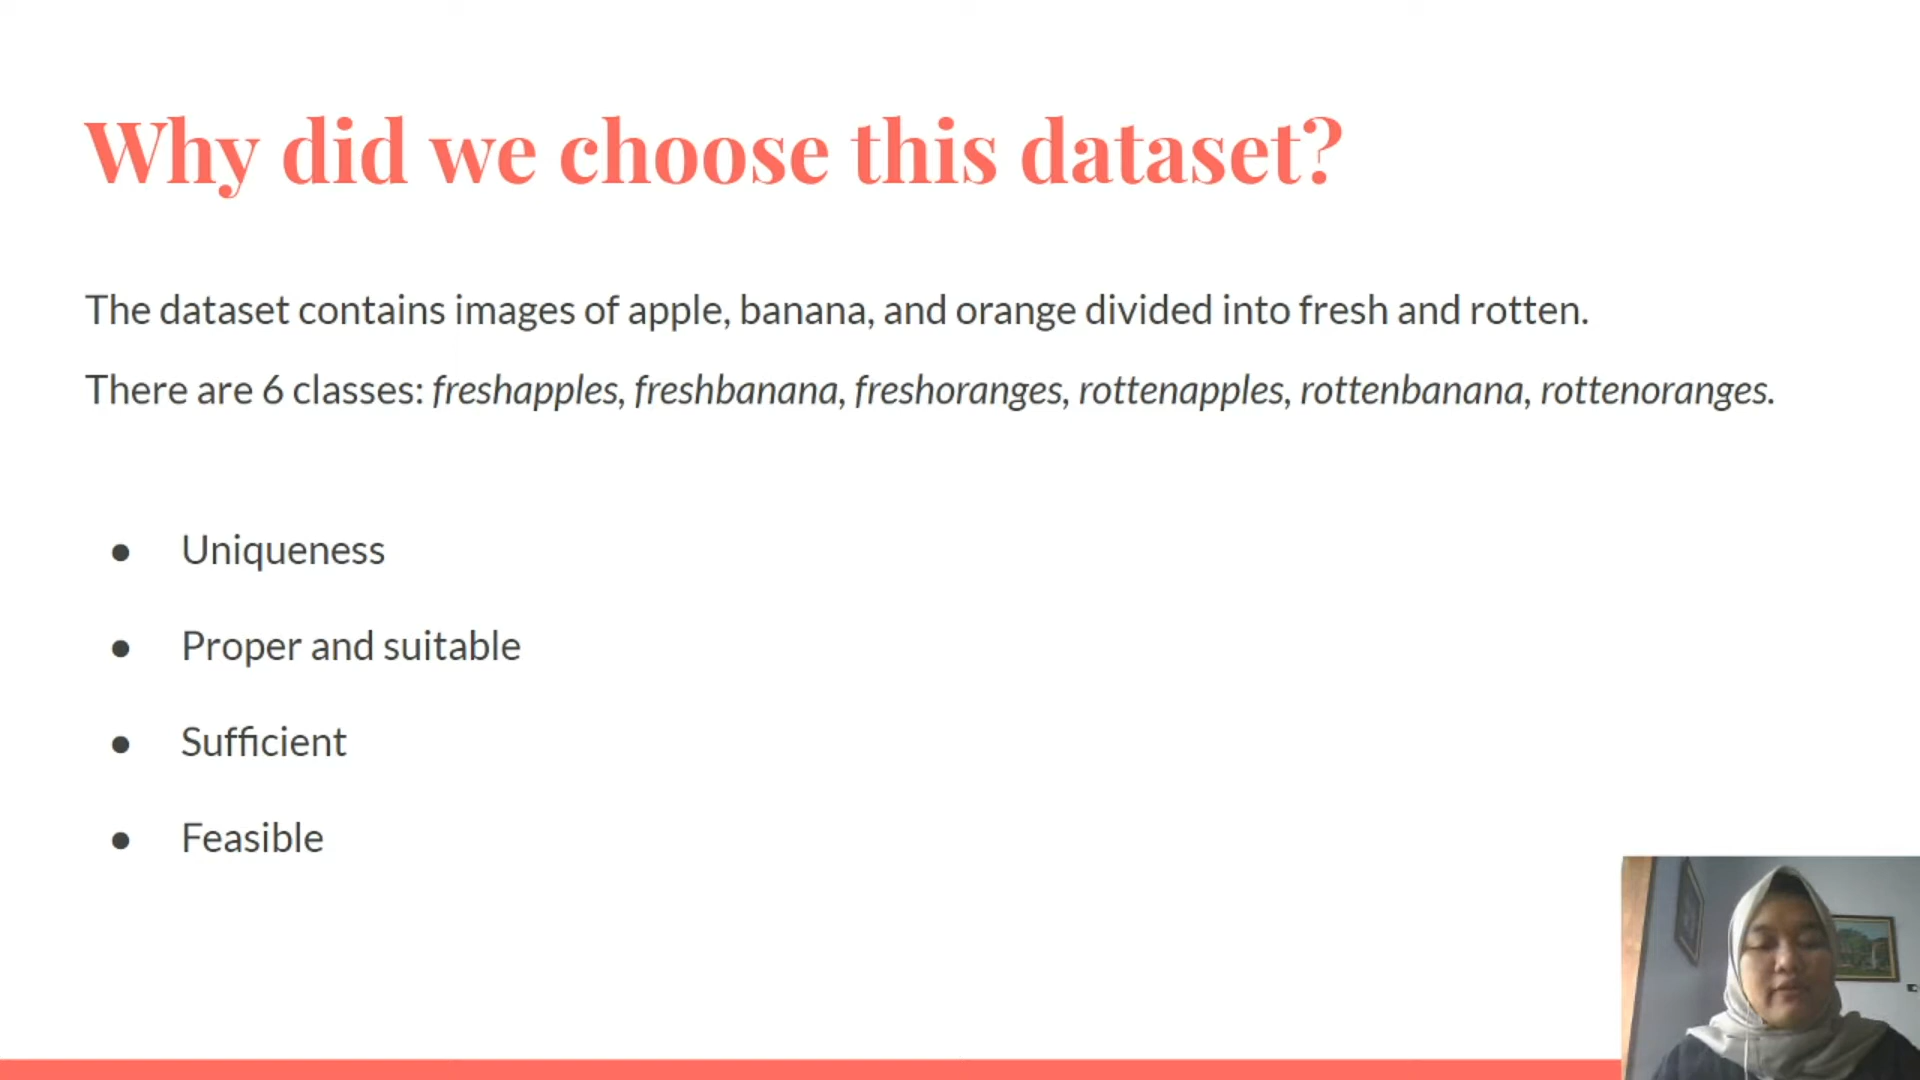 Why did we choose this dataset?
The dataset contains images of apple, banana, and orange divided into fresh and rotten.
There are 6 classes: freshapples, freshbanana, freshoranges, rottenapples, rottenbanana, rottenoranges.
● Uniqueness
● Proper and suitable
● Sufficient
● Feasible